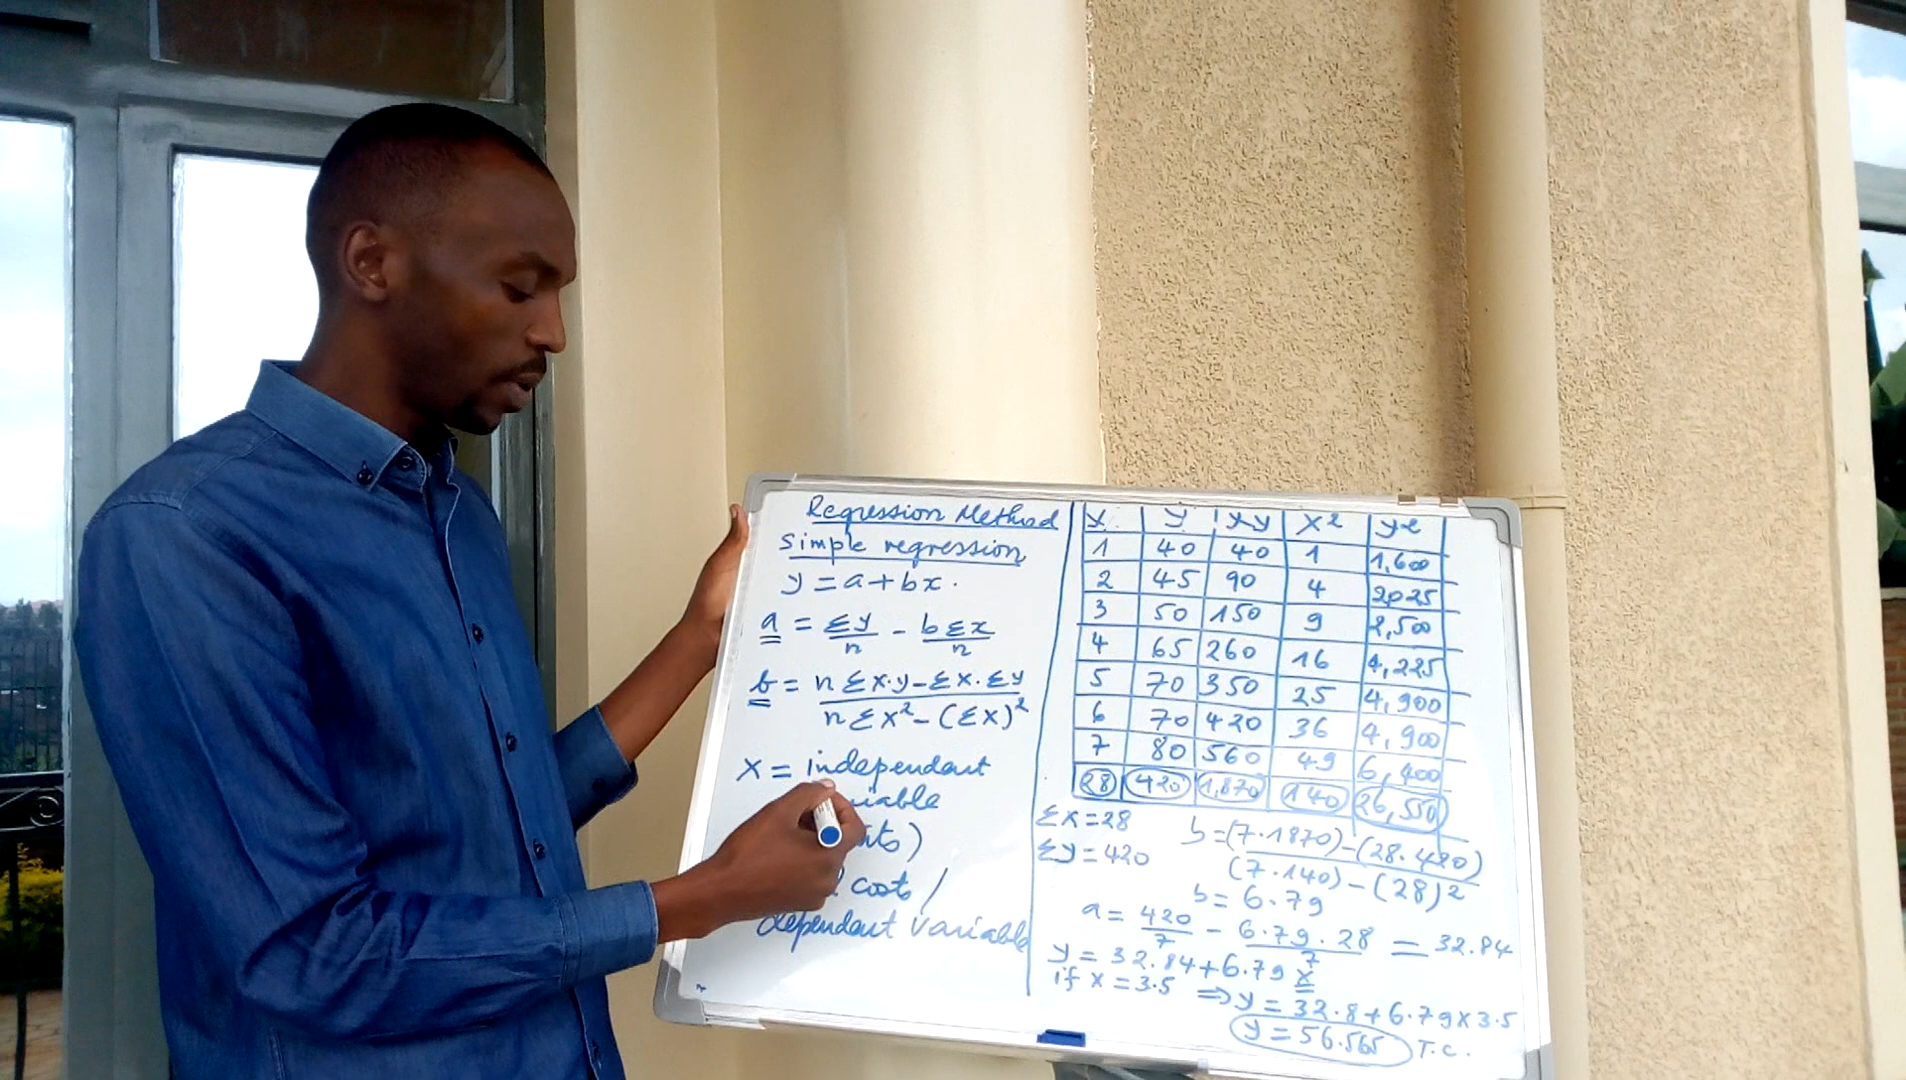 Regression Method
simple regression
y = a + bx.
a = Σy/n - bΣx/n
b = nΣx.y - Σx.Σy / nΣx² - (Σx)²
x = independant
costs /
dependant variable
x y xy x²
1 40 40 1 1,600
2 45 90 4 2025
3 50 150 9 2,500
4 65 260 16 4,225
5 70 350 25 4,900
6 70 420 36 4,900
7 80 560 49 6,400
28 420 1,870 140 26,550
Σx = 28
Σy = 420
b = (7.1870) - (28.420) / (7.140) - (28)²
b = 6.79
a = 420/7 - 6.79.28/7 = 32.84
y = 32.84 + 6.79 x
if x = 3.5 ⇒ y = 32.8 + 6.79 x 3.5
y = 56.565 T.C.